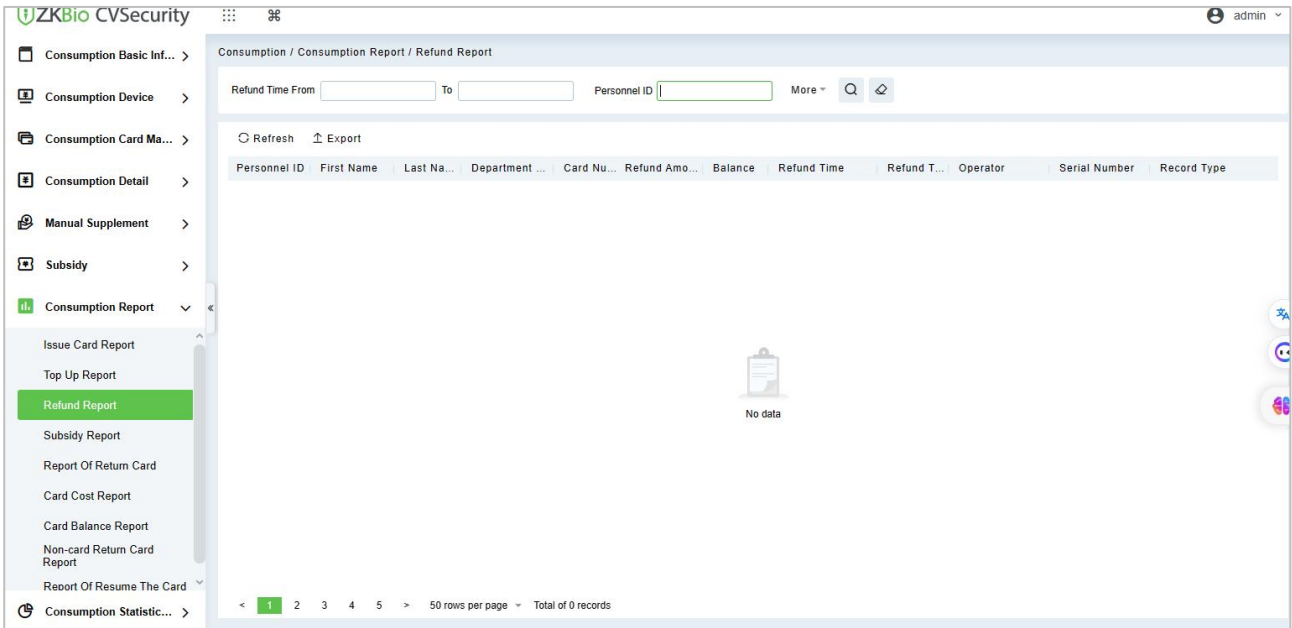 ZKBio CVSecurity
admin
Consumption Basic Inf...
Consumption Device
Consumption Card Ma...
Consumption Detail
Manual Supplement
Subsidy
Consumption Report
Issue Card Report
Top Up Report
Refund Report
Subsidy Report
Report Of Return Card
Card Cost Report
Card Balance Report
Non-card Return Card
Report
Report Of Resume The Card
Consumption Statistic...
Consumption / Consumption Report / Refund Report
Refund Time From To Personnel ID More
Refresh Export
Personnel ID First Name Last Na... Department ... Card Nu... Refund Amo... Balance Refund Time Refund T... Operator Serial Number Record Type
No data
< 1 2 3 4 5 > 50 rows per page Total of 0 records